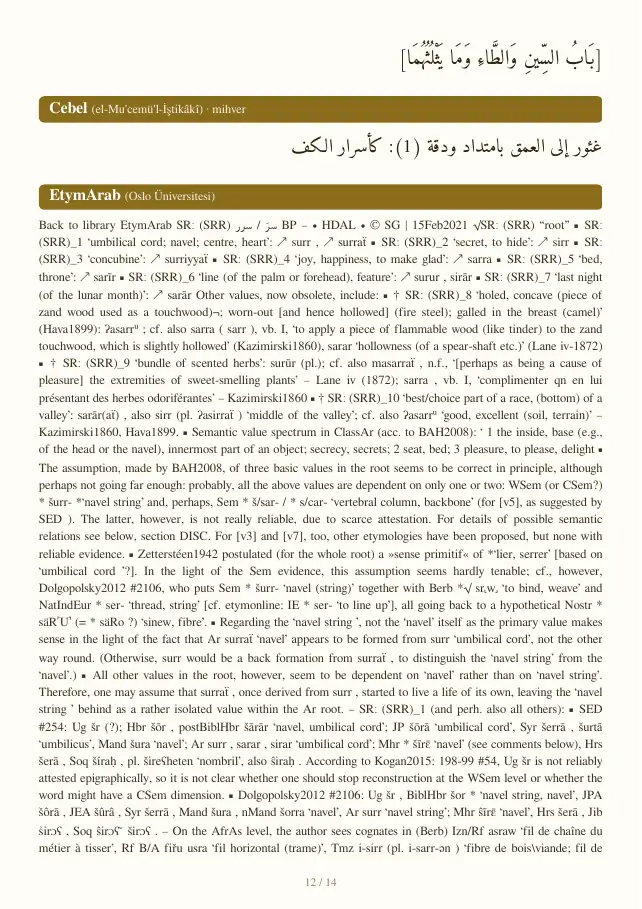 [بَابُ السِّينِ وَالطَّاءِ وَمَا يَثْلُثُهُمَا]
Cebel (el-Mu'cemü'l-İştikâkî) · mihver
غئور إلى العمق بامتداد ودقة (1): كأسرار الكف
EtymArab (Oslo Üniversitesi)
Back to library EtymArab SR: (SRR) سرّ / سرر BP – • HDAL • © SG | 15Feb2021 √SR: (SRR) “root” ▪ SR:
(SRR)_1 ‘umbilical cord; navel; centre, heart’: ↗ surr , ↗ surraẗ ▪ SR: (SRR)_2 ‘secret, to hide’: ↗ sirr ▪ SR:
(SRR)_3 ‘concubine’: ↗ surriyyaẗ ▪ SR: (SRR)_4 ‘joy, happiness, to make glad’: ↗ sarra ▪ SR: (SRR)_5 ‘bed,
throne’: ↗ sarīr ▪ SR: (SRR)_6 ‘line (of the palm or forehead), feature’: ↗ surur , sirār ▪ SR: (SRR)_7 ‘last night
(of the lunar month)’: ↗ sarār Other values, now obsolete, include: ▪ † SR: (SRR)_8 ‘holed, concave (piece of
zand wood used as a touchwood)¬; worn-out [and hence hollowed] (fire steel); galled in the breast (camel)’
(Hava1899): ʔasarrᵘ ; cf. also sarra ( sarr ), vb. I, ‘to apply a piece of flammable wood (like tinder) to the zand
touchwood, which is slightly hollowed’ (Kazimirski1860), sarar ‘hollowness (of a spear-shaft etc.)’ (Lane iv-1872)
▪ † SR: (SRR)_9 ‘bundle of scented herbs’: surūr (pl.); cf. also masarraẗ , n.f., ‘[perhaps as being a cause of
pleasure] the extremities of sweet-smelling plants’ – Lane iv (1872); sarra , vb. I, ‘complimenter qn en lui
présentant des herbes odoriférantes’ – Kazimirski1860 ▪ † SR: (SRR)_10 ‘best/choice part of a race, (bottom) of a
valley’: sarār(aẗ) , also sirr (pl. ʔasirraẗ ) ‘middle of the valley’; cf. also ʔasarrᵘ ‘good, excellent (soil, terrain)’ –
Kazimirski1860, Hava1899. ▪ Semantic value spectrum in ClassAr (acc. to BAH2008): ‘ 1 the inside, base (e.g.,
of the head or the navel), innermost part of an object; secrecy, secrets; 2 seat, bed; 3 pleasure, to please, delight ▪
The assumption, made by BAH2008, of three basic values in the root seems to be correct in principle, although
perhaps not going far enough: probably, all the above values are dependent on only one or two: WSem (or CSem?)
* šurr- *‘navel string’ and, perhaps, Sem * š/sar- / * s/car- ‘vertebral column, backbone’ (for [v5], as suggested by
SED ). The latter, however, is not really reliable, due to scarce attestation. For details of possible semantic
relations see below, section DISC. For [v3] and [v7], too, other etymologies have been proposed, but none with
reliable evidence. ▪ Zetterstéen1942 postulated (for the whole root) a »sense primitif« of *‘lier, serrer’ [based on
‘umbilical cord ’?]. In the light of the Sem evidence, this assumption seems hardly tenable; cf., however,
Dolgopolsky2012 #2106, who puts Sem * šurr- ‘navel (string)’ together with Berb ‘to bind, weave’ and
NatIndEur * ser- ‘thread, string’ [cf. etymonline: IE * ser- ‘to line up’], all going back to a hypothetical Nostr *
(= * säRo ?) ‘sinew, fibre’. ▪ Regarding the ‘navel string ’, not the ‘navel’ itself as the primary value makes
sense in the light of the fact that Ar surraẗ ‘navel’ appears to be formed from surr ‘umbilical cord’, not the other
way round. (Otherwise, surr would be a back formation from surraẗ , to distinguish the ‘navel string’ from the
‘navel’.) ▪ All other values in the root, however, seem to be dependent on ‘navel’ rather than on ‘navel string’.
Therefore, one may assume that surraẗ , once derived from surr , started to live a life of its own, leaving the ‘navel
string ’ behind as a rather isolated value within the Ar root. – SR: (SRR)_1 (and perh. also all others): ▪ SED
#254: Ug šr (?); Hbr šōr , postBiblHbr šārār ‘navel, umbilical cord’; JP šōrā ‘umbilical cord’, Syr šerrā , šurtā
‘umbilicus’, Mand šura ‘navel’; Ar surr , sarar , sirar ‘umbilical cord’; Mhr * šīrē ‘navel’ (see comments below), Hrs
šerā , Soq šíraḥ , pl. šireʕheten ‘nombril’, also širaḥ . According to Kogan2015: 198-99 #54, Ug šr is not reliably
attested epigraphically, so it is not clear whether one should stop reconstruction at the WSem level or whether the
word might have a CSem dimension. ▪ Dolgopolsky2012 #2106: Ug šr , BiblHbr šor * ‘navel string, navel’, JPA
šôrā , JEA šûrâ , Syr šerrā , Mand šura , nMand šorra ‘navel’, Ar surr ‘navel string’; Mhr šīrē ‘navel’, Hrs šerā , Jib
– On the AfrAs level, the author sees cognates in (Berb) Izn/Rf asraw ‘fil de chaîne du
métier à tisser’, Rf B/A ‘fil horizontal (trame)’, Tmz i-sirr (pl. i-sarr-ən ) ‘fibre de bois\viande; fil de
12 / 14